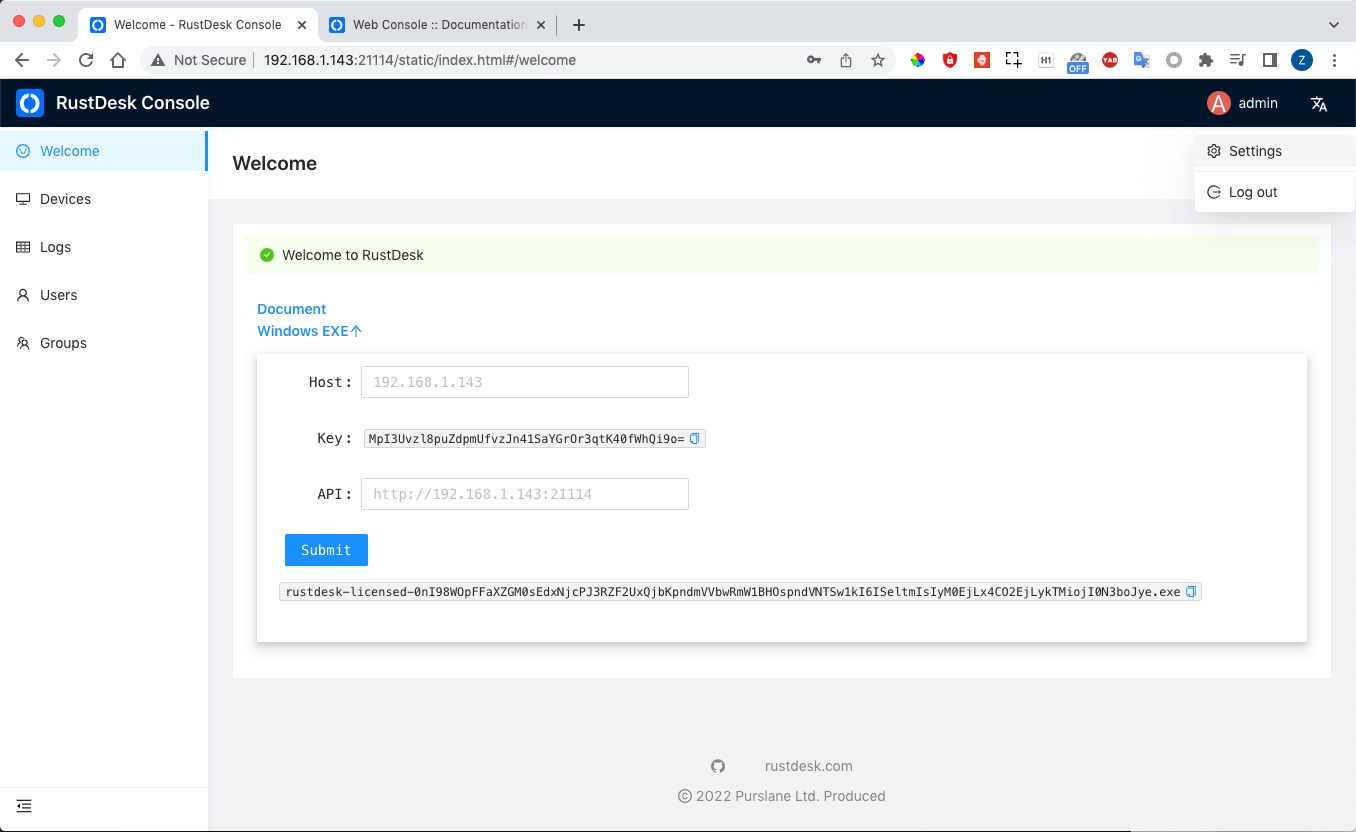 Welcome - RustDesk Console
Web Console :: Documentation
Not Secure
192.168.1.143:21114/static/index.html#/welcome
H1
OFF
YAB
Z
RustDesk Console
A admin
Welcome
Devices
Logs
Users
Groups
Welcome
Settings
Log out
Welcome to RustDesk
Document
Windows EXE
Host: 192.168.1.143
Key: MpI3Uvzl8puZdpmUfvzJn41SaYGrOr3qtK40fWhQi9o=
API: http://192.168.1.143:21114
Submit
rustdesk-licensed-0nI98WOpFFaXZGM0sEdxNjcPJ3RZF2UxQjbKpndmVVbwRmW1BHOspndVNTSw1kI6ISeltmIsIyM0EjLx4CO2EjLykTMiojI0N3boJye.exe
rustdesk.com
© 2022 Purslane Ltd. Produced